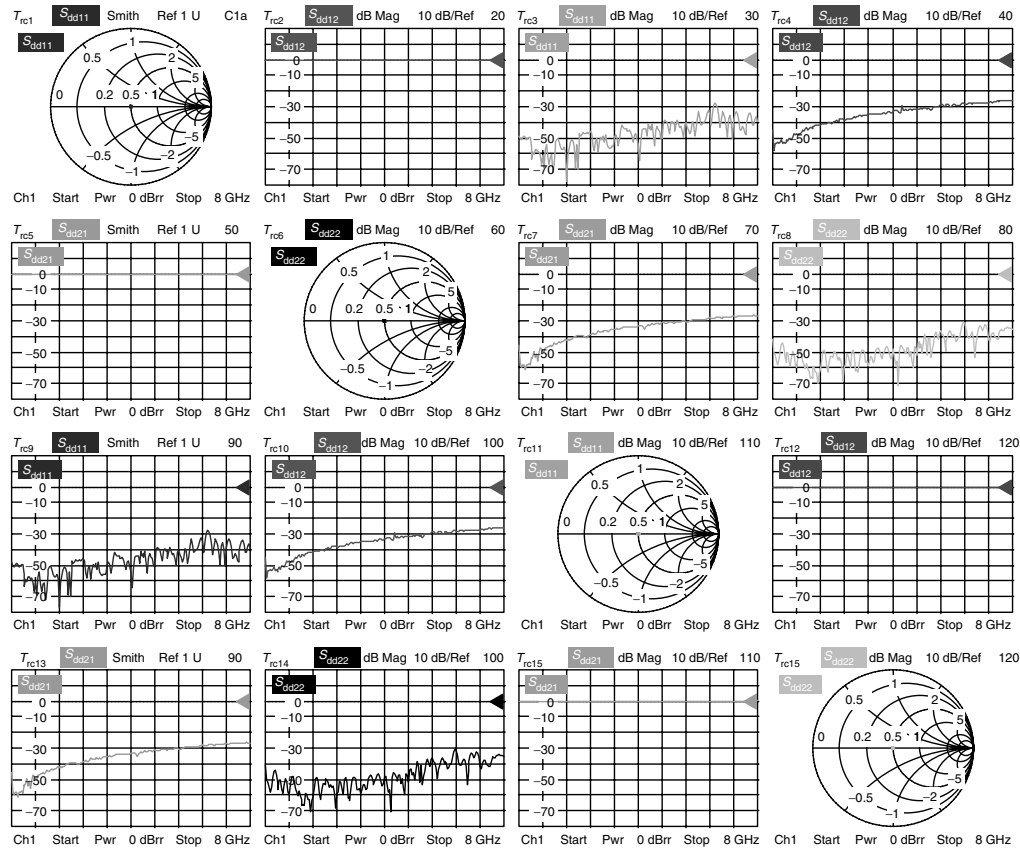 Trc1 Sdd11 Smith Ref 1 U C1a
Sdd11
1
0.5 2
5
0 0.2 0.5 1
−5
−0.5 −2
−1
Ch1 Start Pwr 0 dBrr Stop 8 GHz
Trc2 Sdd12 dB Mag 10 dB/Ref 20
Sdd12
0
−10
−30
−50
−70
Ch1 Start Pwr 0 dBrr Stop 8 GHz
Trc3 Sdd11 dB Mag 10 dB/Ref 30
Sdd11
0
−10
−30
−50
−70
Ch1 Start Pwr 0 dBrr Stop 8 GHz
Trc4 Sdd12 dB Mag 10 dB/Ref 40
Sdd12
0
−10
−30
−50
−70
Ch1 Start Pwr 0 dBrr Stop 8 GHz
Trc5 Sdd21 Smith Ref 1 U 50
Sdd21
0
−10
−30
−50
−70
Ch1 Start Pwr 0 dBrr Stop 8 GHz
Trc6 Sdd22 dB Mag 10 dB/Ref 60
Sdd22
1
0.5 2
5
0 0.2 0.5 1
−5
−0.5 −2
−1
Ch1 Start Pwr 0 dBrr Stop 8 GHz
Trc7 Sdd21 dB Mag 10 dB/Ref 70
Sdd21
0
−10
−30
−50
−70
Ch1 Start Pwr 0 dBrr Stop 8 GHz
Trc8 Sdd22 dB Mag 10 dB/Ref 80
Sdd22
0
−10
−30
−50
−70
Ch1 Start Pwr 0 dBrr Stop 8 GHz
Trc9 Sdd11 Smith Ref 1 U 90
Sdd11
0
−10
−30
−50
−70
Ch1 Start Pwr 0 dBrr Stop 8 GHz
Trc10 Sdd12 dB Mag 10 dB/Ref 100
Sdd12
0
−10
−30
−50
−70
Ch1 Start Pwr 0 dBrr Stop 8 GHz
Trc11 Sdd11 dB Mag 10 dB/Ref 110
Sdd11
1
0.5 2
5
0 0.2 0.5 1
−5
−0.5 −2
−1
Ch1 Start Pwr 0 dBrr Stop 8 GHz
Trc12 Sdd12 dB Mag 10 dB/Ref 120
Sdd12
0
−10
−30
−50
−70
Ch1 Start Pwr 0 dBrr Stop 8 GHz
Trc13 Sdd21 Smith Ref 1 U 90
Sdd21
0
−10
−30
−50
−70
Ch1 Start Pwr 0 dBrr Stop 8 GHz
Trc14 Sdd22 dB Mag 10 dB/Ref 100
Sdd22
0
−10
−30
−50
−70
Ch1 Start Pwr 0 dBrr Stop 8 GHz
Trc15 Sdd21 dB Mag 10 dB/Ref 110
Sdd21
0
−10
−30
−50
−70
Ch1 Start Pwr 0 dBrr Stop 8 GHz
Trc15 Sdd22 dB Mag 10 dB/Ref 120
Sdd22
1
0.5 2
5
0 0.2 0.5 1
−5
−0.5 −2
−1
Ch1 Start Pwr 0 dBrr Stop 8 GHz